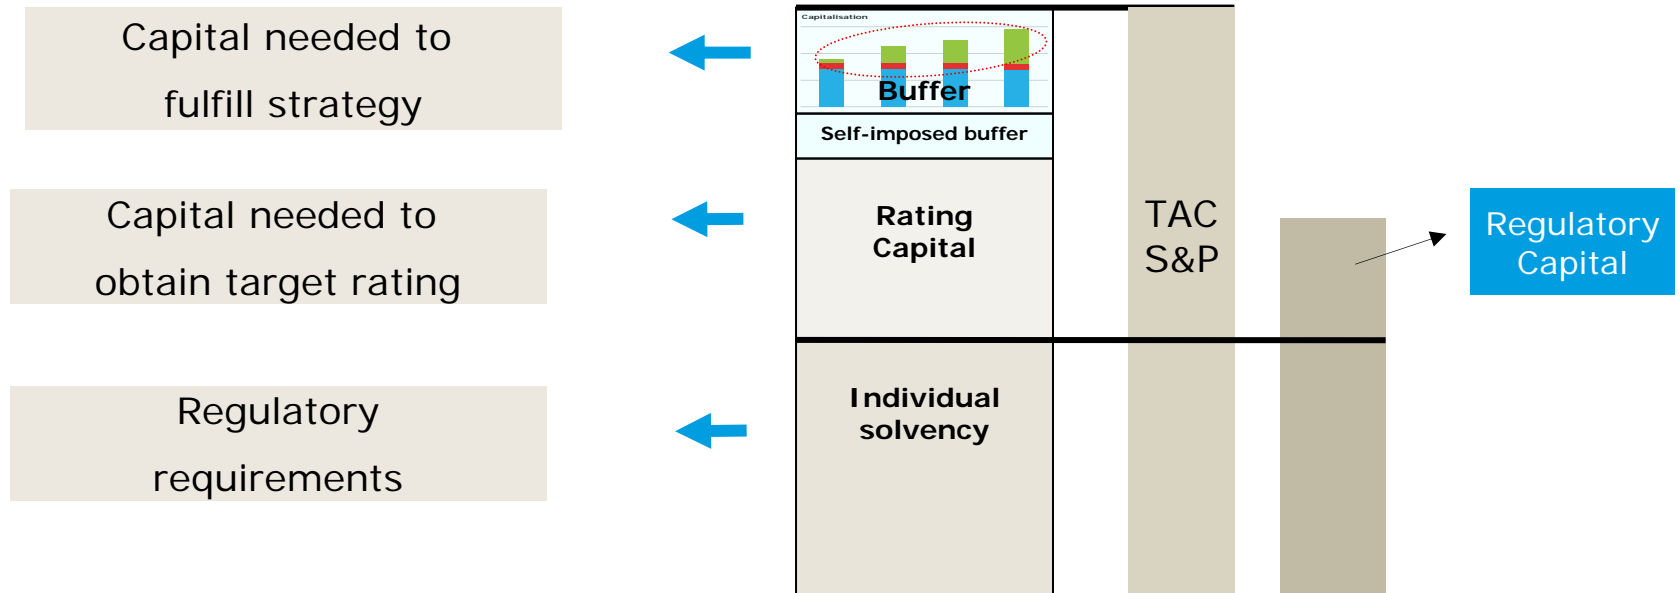 Capital needed to
fulfill strategy
Capitalisation
Buffer
Self-imposed buffer
Capital needed to
obtain target rating
Rating
Capital
TAC
S&P
Regulatory
Capital
Regulatory
requirements
Individual
solvency